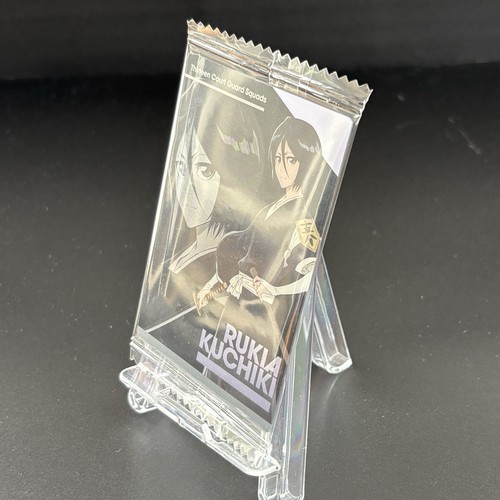 Thirteen Court Guard Squads
RUKIA
KUCHIKI